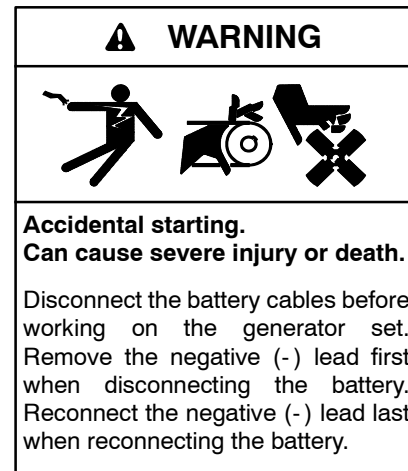 WARNING
Accidental starting.
Can cause severe injury or death.
Disconnect the battery cables before
working on the generator set.
Remove the negative (-) lead first
when disconnecting the battery.
Reconnect the negative (-) lead last
when reconnecting the battery.